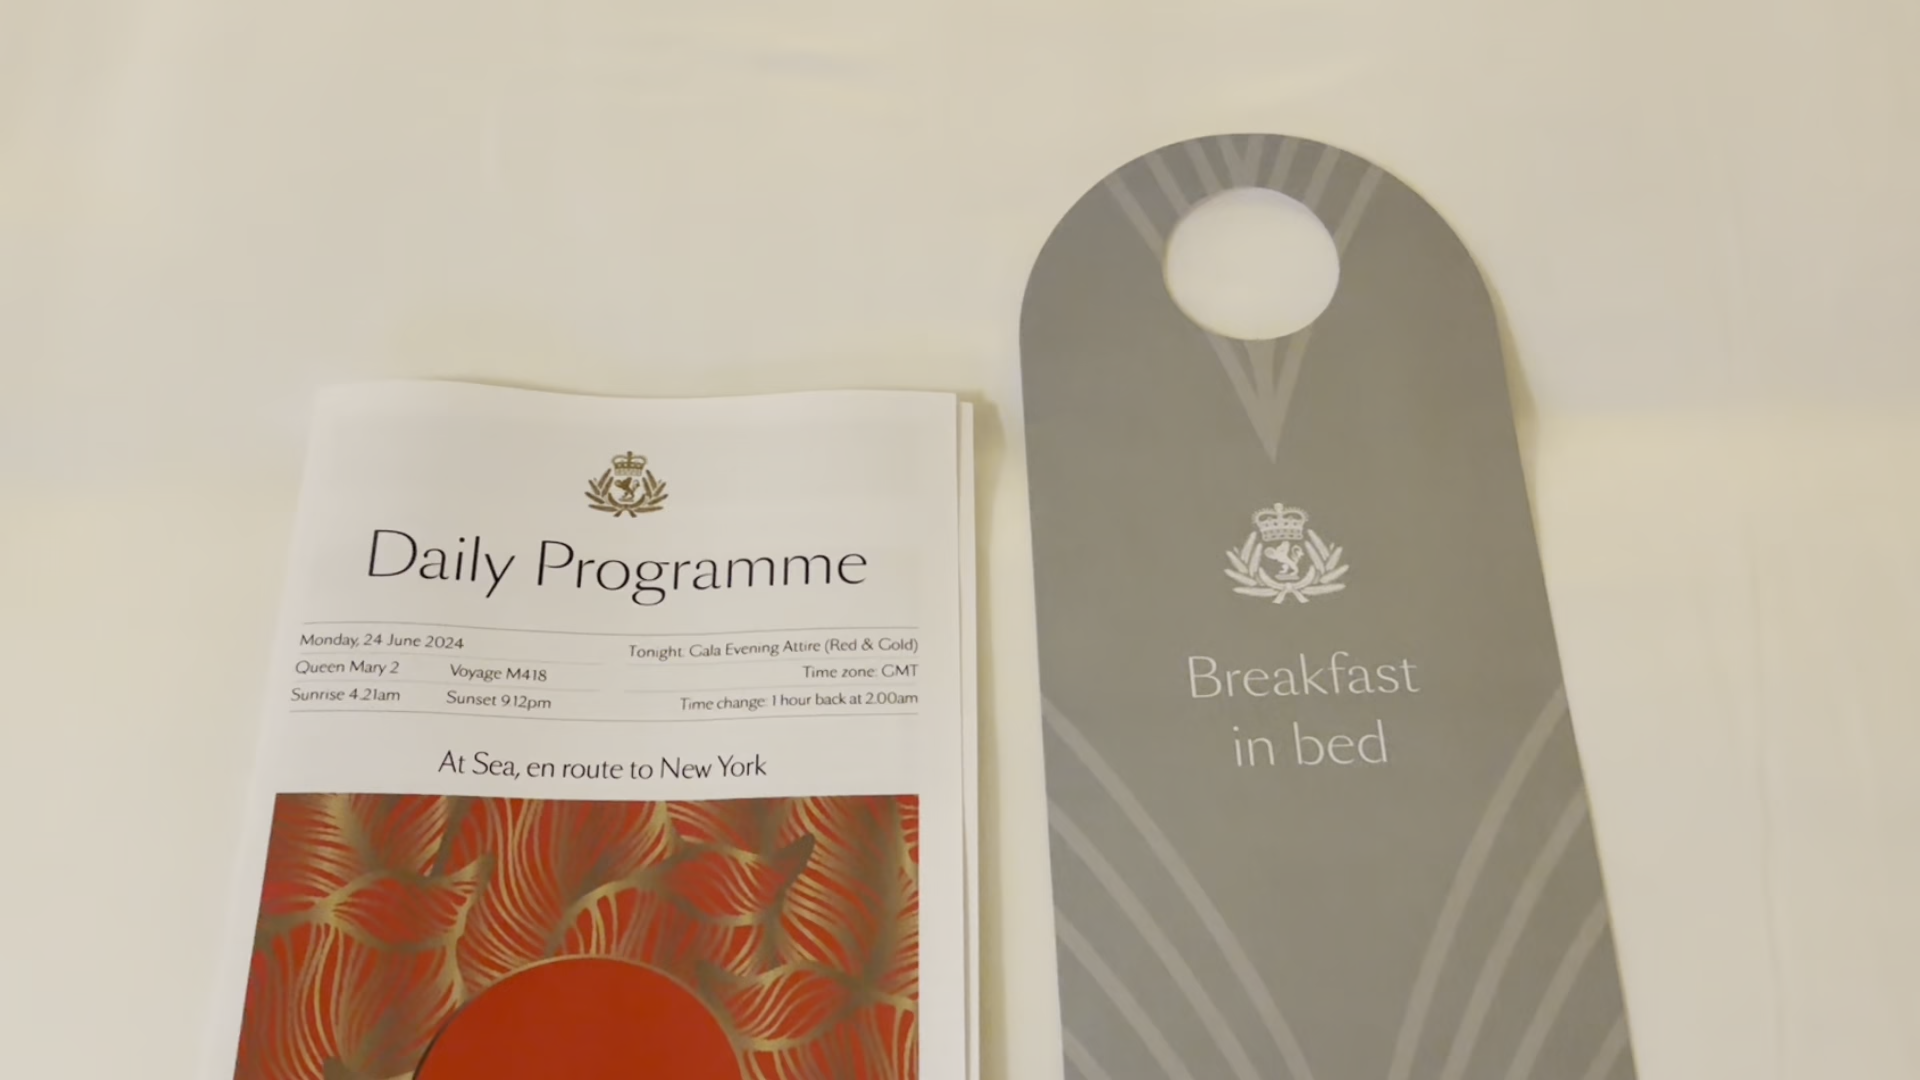 Daily Programme
Monday, 24 June 2024
Tonight: Gala Evening Attire (Red & Gold)
Queen Mary 2
Voyage M418
Time zone: GMT
Sunrise 4.21am
Sunset 9.12pm
Time change: 1 hour back at 2.00am
At Sea, en route to New York
Breakfast
in bed